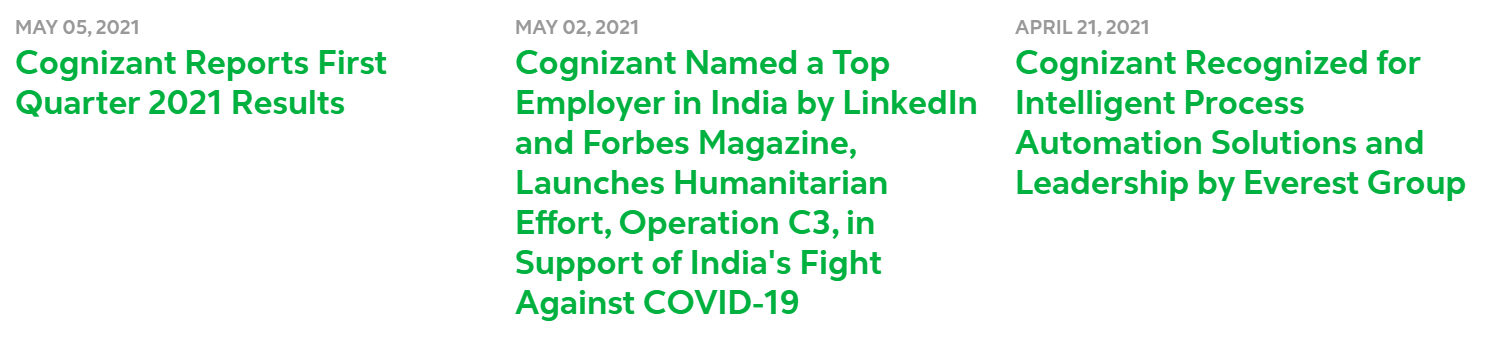 MAY 05, 2021
Cognizant Reports First
Quarter 2021 Results
MAY 02, 2021
Cognizant Named a Top
Employer in India by LinkedIn
and Forbes Magazine,
Launches Humanitarian
Effort, Operation C3, in
Support of India's Fight
Against COVID-19
APRIL 21, 2021
Cognizant Recognized for
Intelligent Process
Automation Solutions and
Leadership by Everest Group